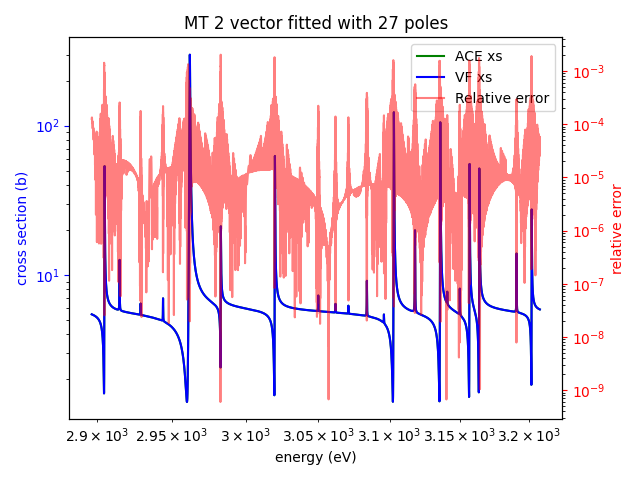 MT 2 vector fitted with 27 poles
ACE xs
VF xs
Relative error
10²
10¹
cross section (b)
10⁻³
10⁻⁴
10⁻⁵
10⁻⁶
10⁻⁷
10⁻⁸
10⁻⁹
relative error
2.9 × 10³ 2.95 × 10³ 3 × 10³ 3.05 × 10³ 3.1 × 10³ 3.15 × 10³ 3.2 × 10³
energy (eV)